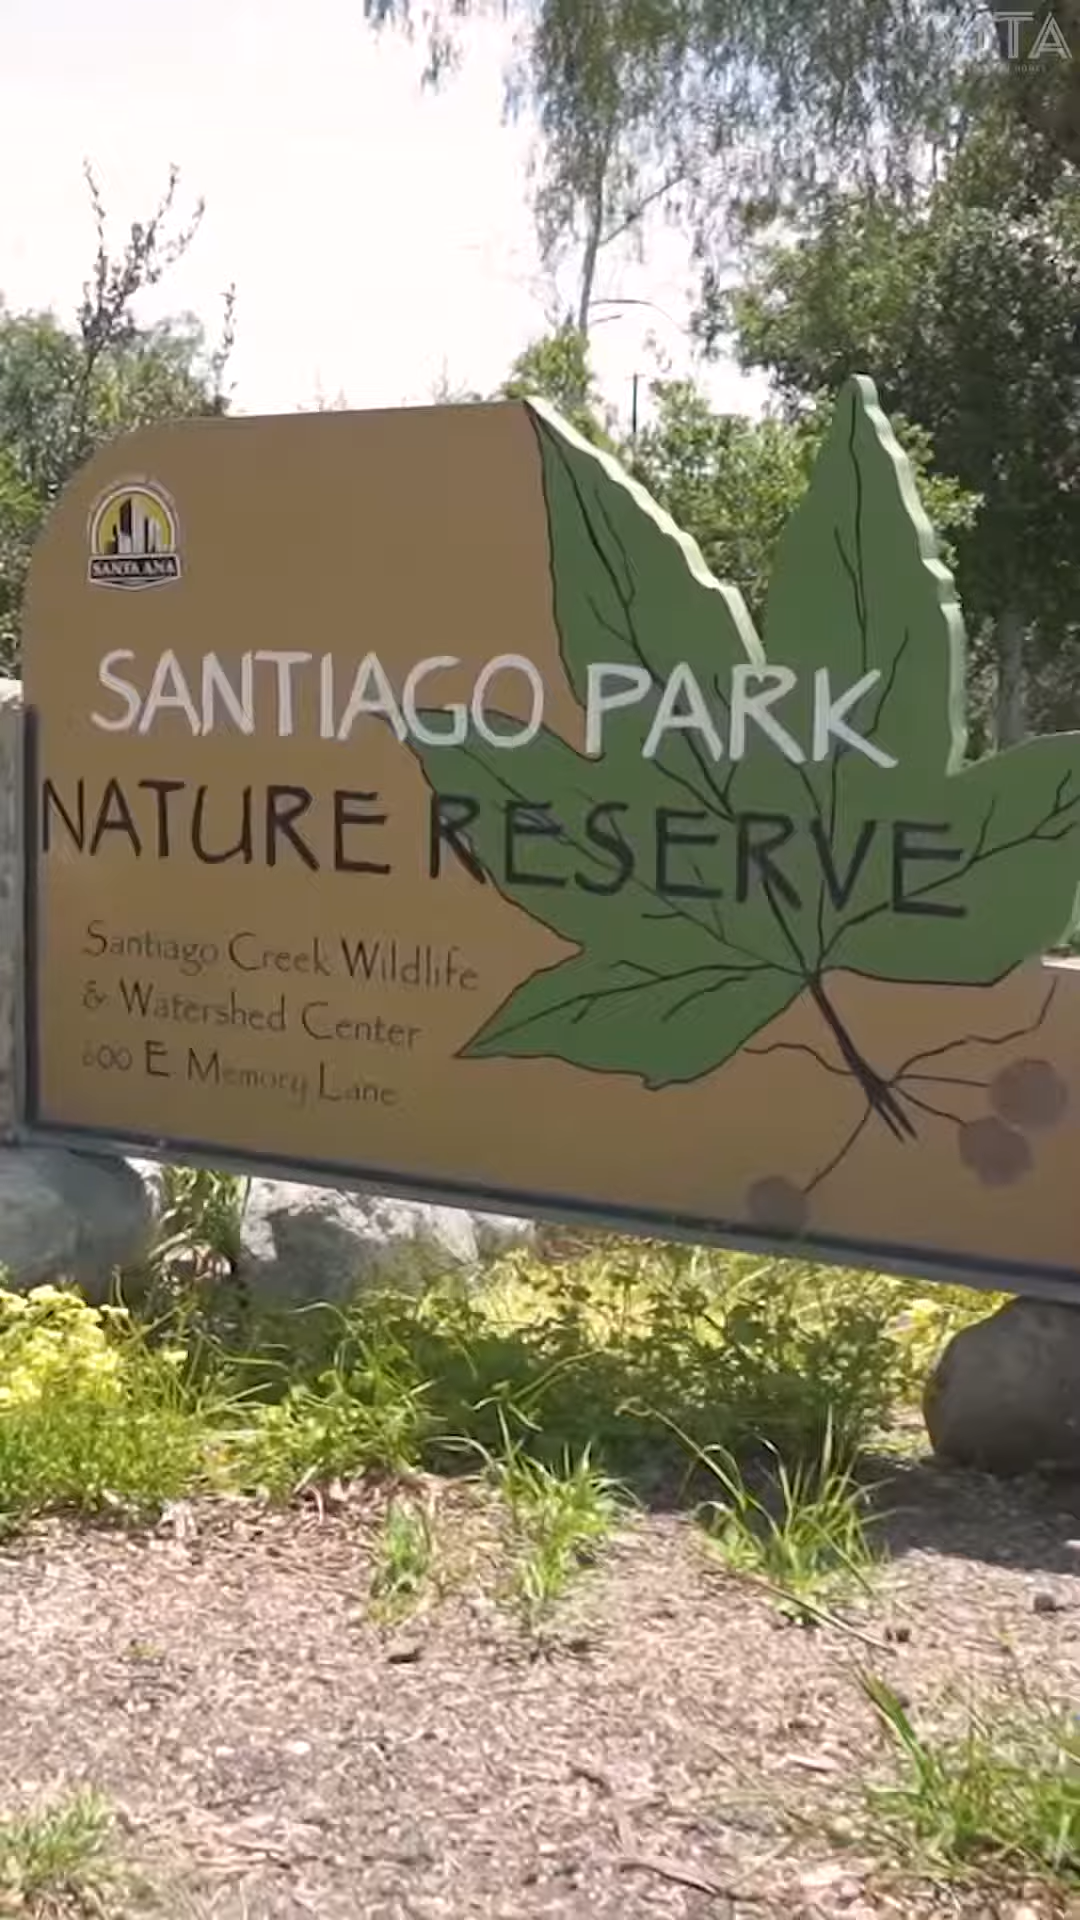 SANTA ANA
SANTIAGO PARK
NATURE RESERVE
Santiago Creek Wildlife
& Watershed Center
600 E Memory Lane